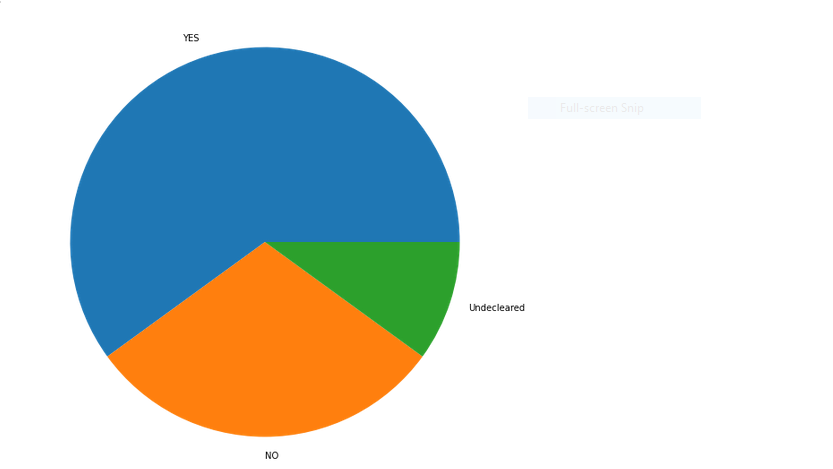 YES
Full-screen Snip
Undecleared
NO